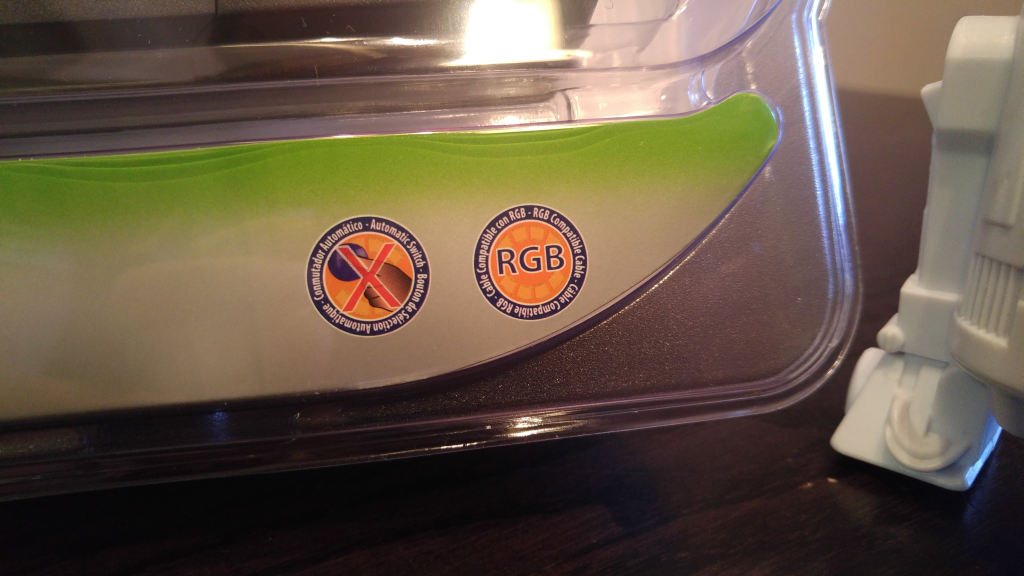 Conmutador Automático - Automatic Switch - Bouton de Sélection Automatique -
Cable Compatible con RGB - RGB Compatible Cable - Câble Compatible RGB -
RGB